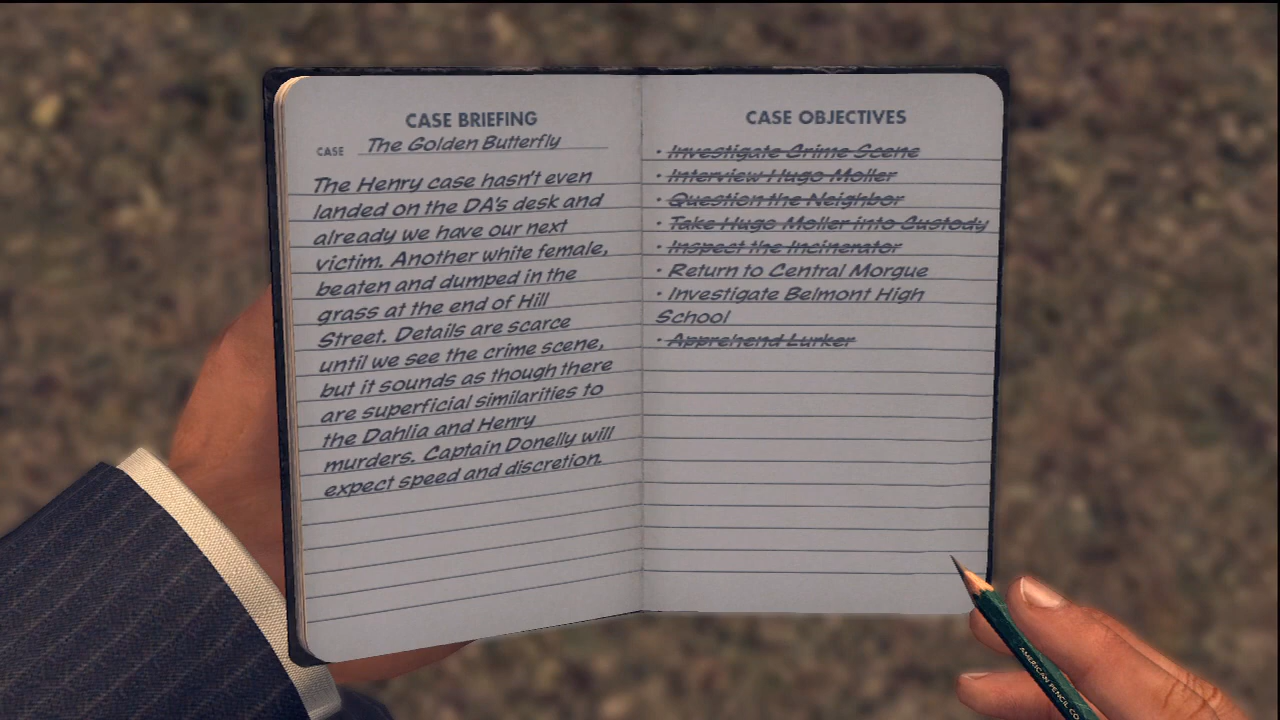 CASE BRIEFING
CASE The Golden Butterfly
The Henry case hasn't even
landed on the DA's desk and
already we have our next
victim. Another white female,
beaten and dumped in the
grass at the end of Hill
Street. Details are scarce
until we see the crime scene,
but it sounds as though there
are superficial similarities to
the Dahlia and Henry
murders. Captain Donelly will
expect speed and discretion.
CASE OBJECTIVES
• Investigate Crime Scene
• Interview Hugo Moller
• Question the Neighbor
• Take Hugo Moller into Custody
• Inspect the Incinerator
• Return to Central Morgue
• Investigate Belmont High
School
• Apprehend Lurker
AMERICAN PENCIL CO